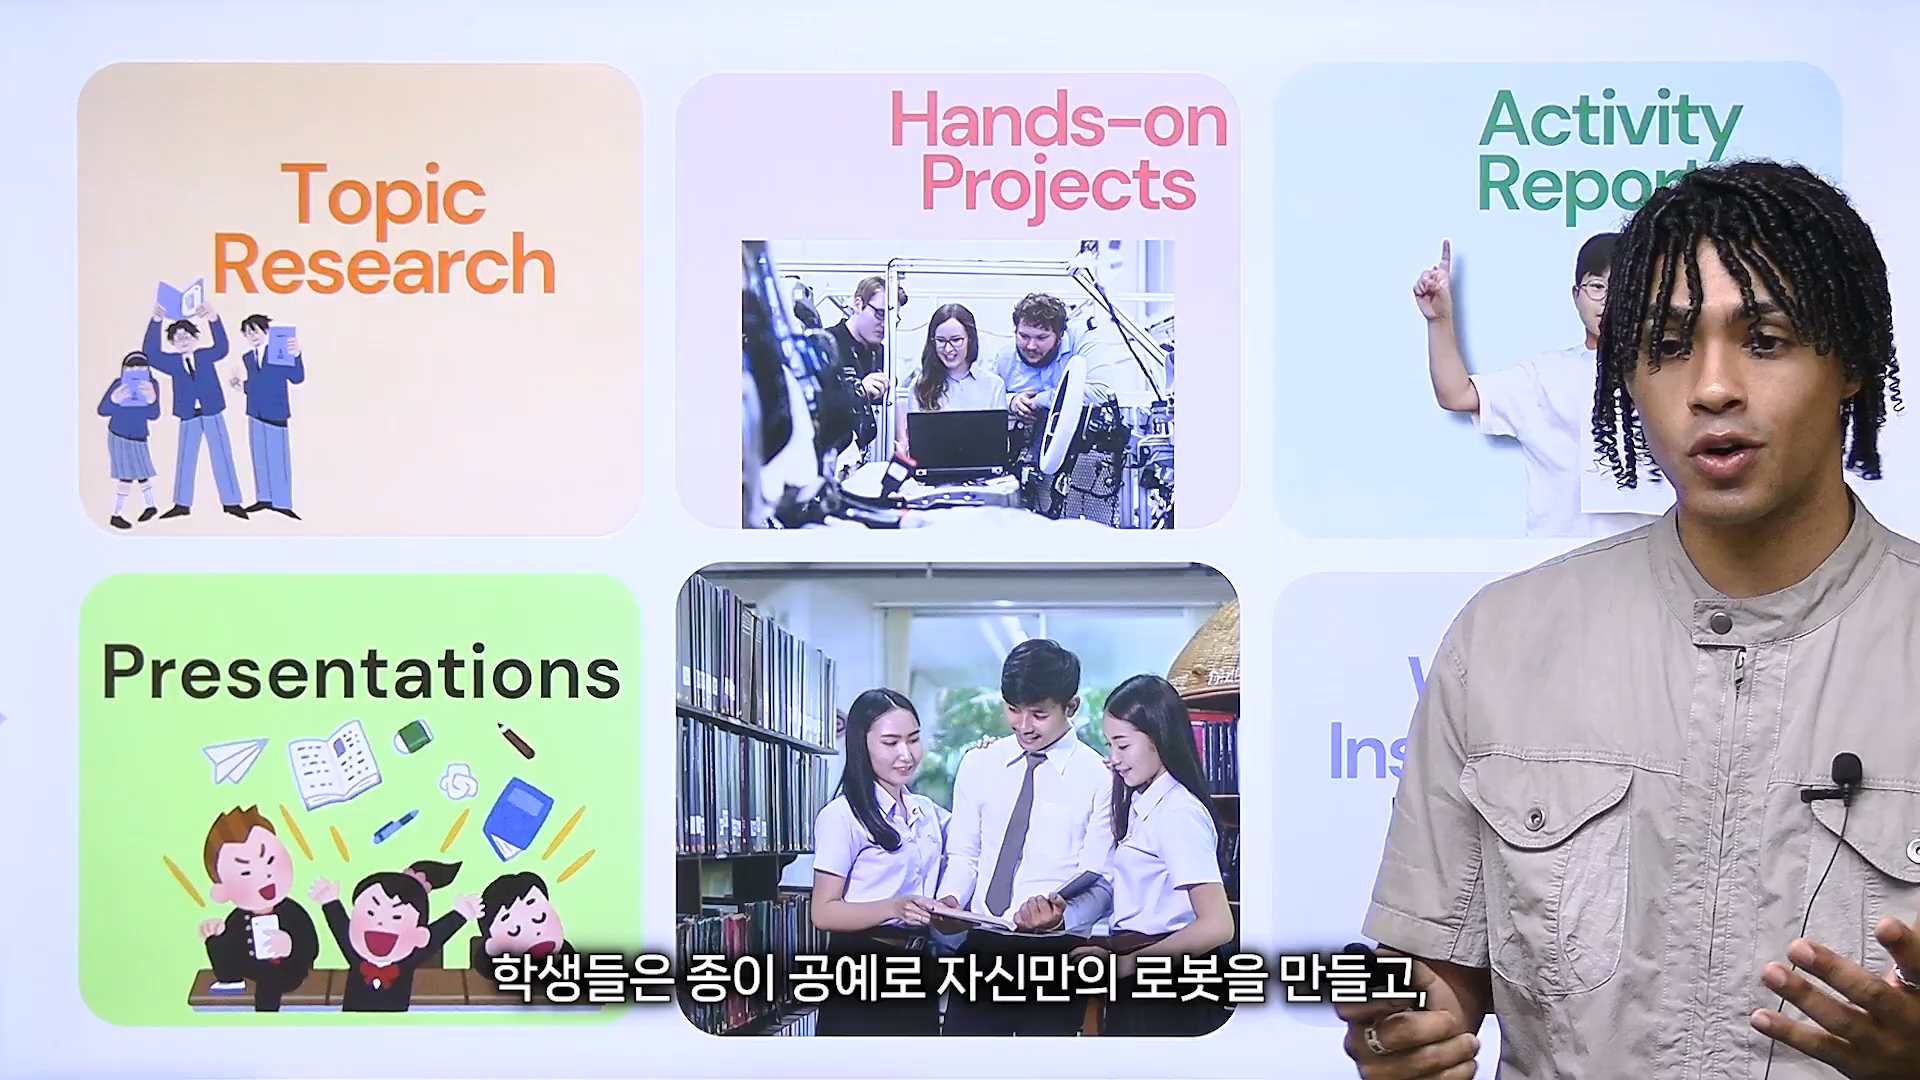 Topic
Research
Hands-on
Projects
Activity
Presentations
학생들은 종이 공예로 자신만의 로봇을 만들고,